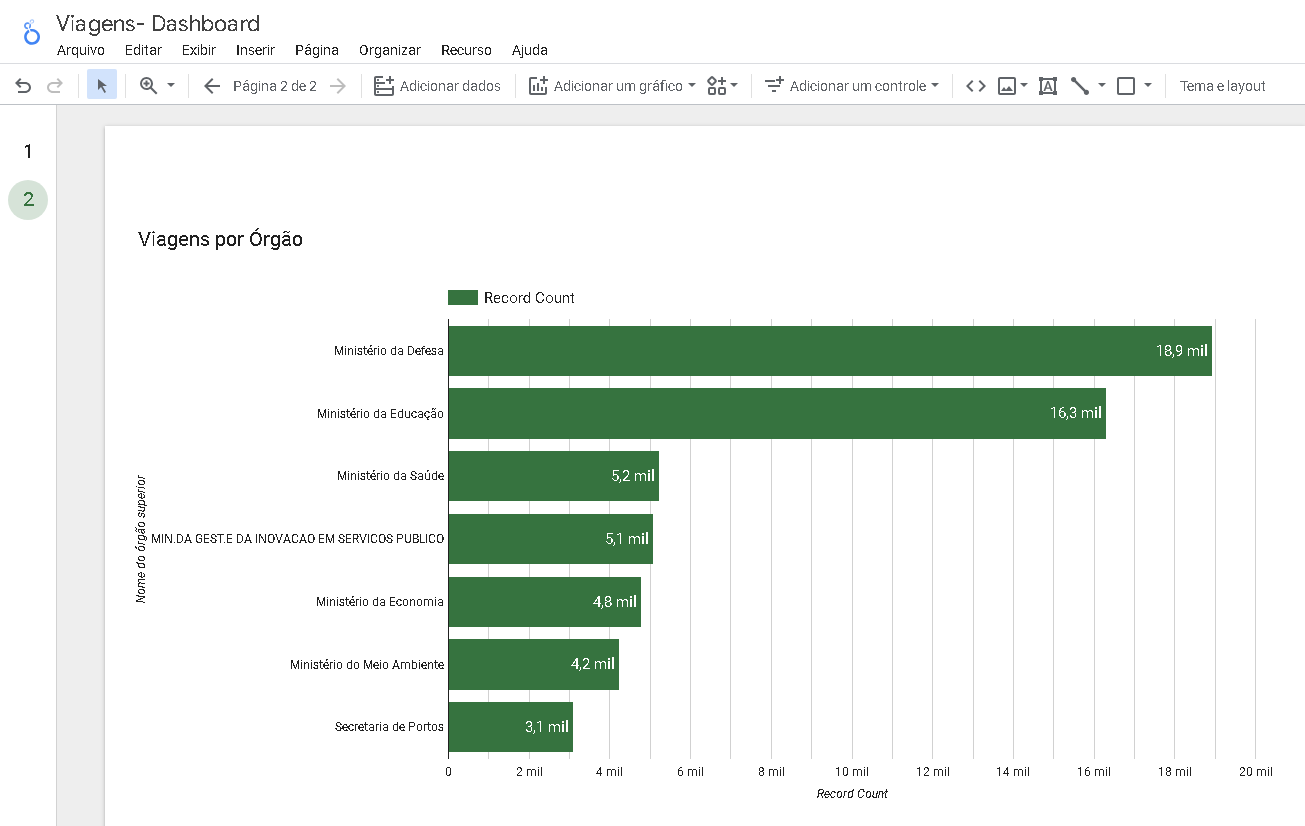 Viagens- Dashboard
Arquivo Editar Exibir Inserir Página Organizar Recurso Ajuda
Página 2 de 2 Adicionar dados Adicionar um gráfico Adicionar um controle Tema e layout
1
2
Viagens por Órgão
Record Count
Ministério da Defesa 18,9 mil
Ministério da Educação 16,3 mil
Ministério da Saúde 5,2 mil
Nome do órgão superior
MIN.DA GEST.E DA INOVACAO EM SERVICOS PUBLICO 5,1 mil
Ministério da Economia 4,8 mil
Ministério do Meio Ambiente 4,2 mil
Secretaria de Portos 3,1 mil
0 2 mil 4 mil 6 mil 8 mil 10 mil 12 mil 14 mil 16 mil 18 mil 20 mil
Record Count